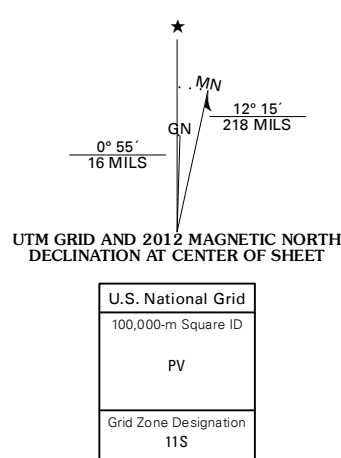 ★
MN
GN
12° 15´
218 MILS
0° 55´
16 MILS
UTM GRID AND 2012 MAGNETIC NORTH
DECLINATION AT CENTER OF SHEET
U.S. National Grid
100,000-m Square ID
PV
Grid Zone Designation
11S